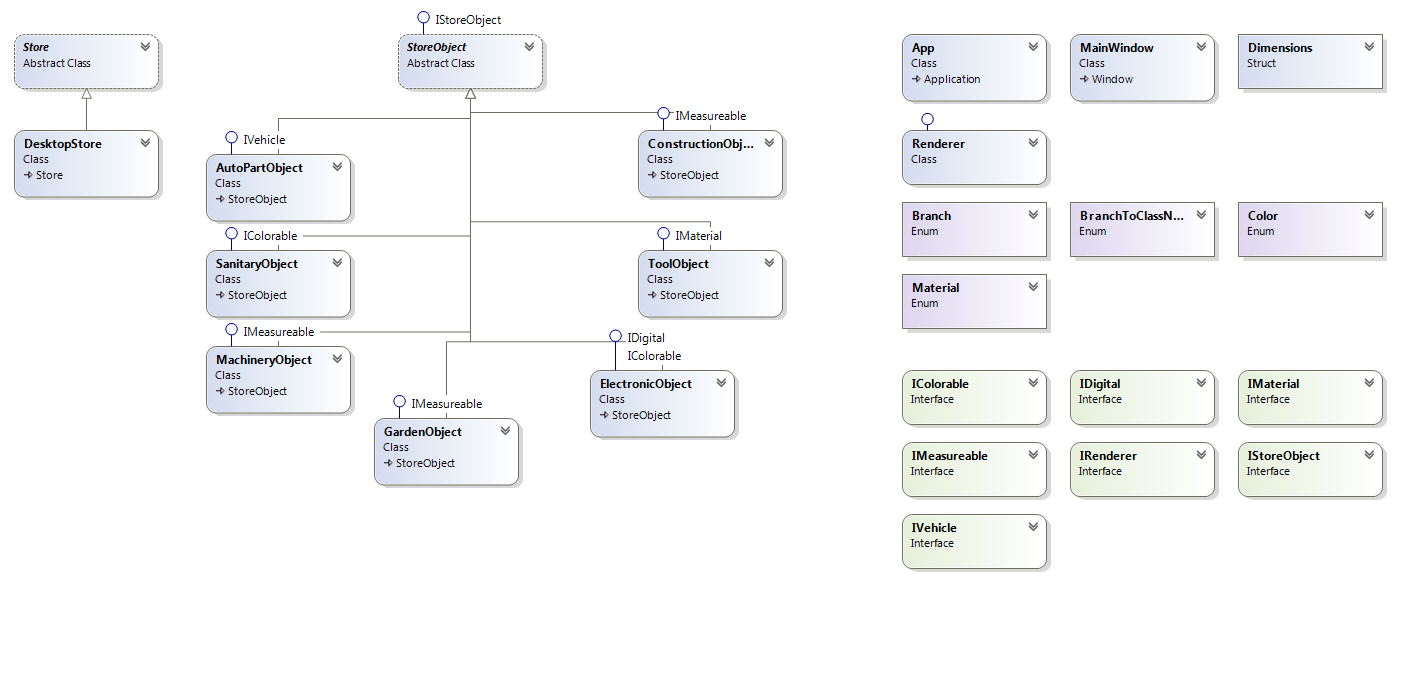 Store
Abstract Class
DesktopStore
Class
Store
IStoreObject
StoreObject
Abstract Class
IVehicle
AutoPartObject
Class
StoreObject
IMeasureable
ConstructionObj...
Class
StoreObject
IColorable
SanitaryObject
Class
StoreObject
IMaterial
ToolObject
Class
StoreObject
IMeasureable
MachineryObject
Class
StoreObject
IDigital
IColorable
ElectronicObject
Class
StoreObject
IMeasureable
GardenObject
Class
StoreObject
App
Class
Application
MainWindow
Class
Window
Dimensions
Struct
Renderer
Class
Branch
Enum
BranchToClassN...
Enum
Color
Enum
Material
Enum
IColorable
Interface
IDigital
Interface
IMaterial
Interface
IMeasureable
Interface
IRenderer
Interface
IStoreObject
Interface
IVehicle
Interface